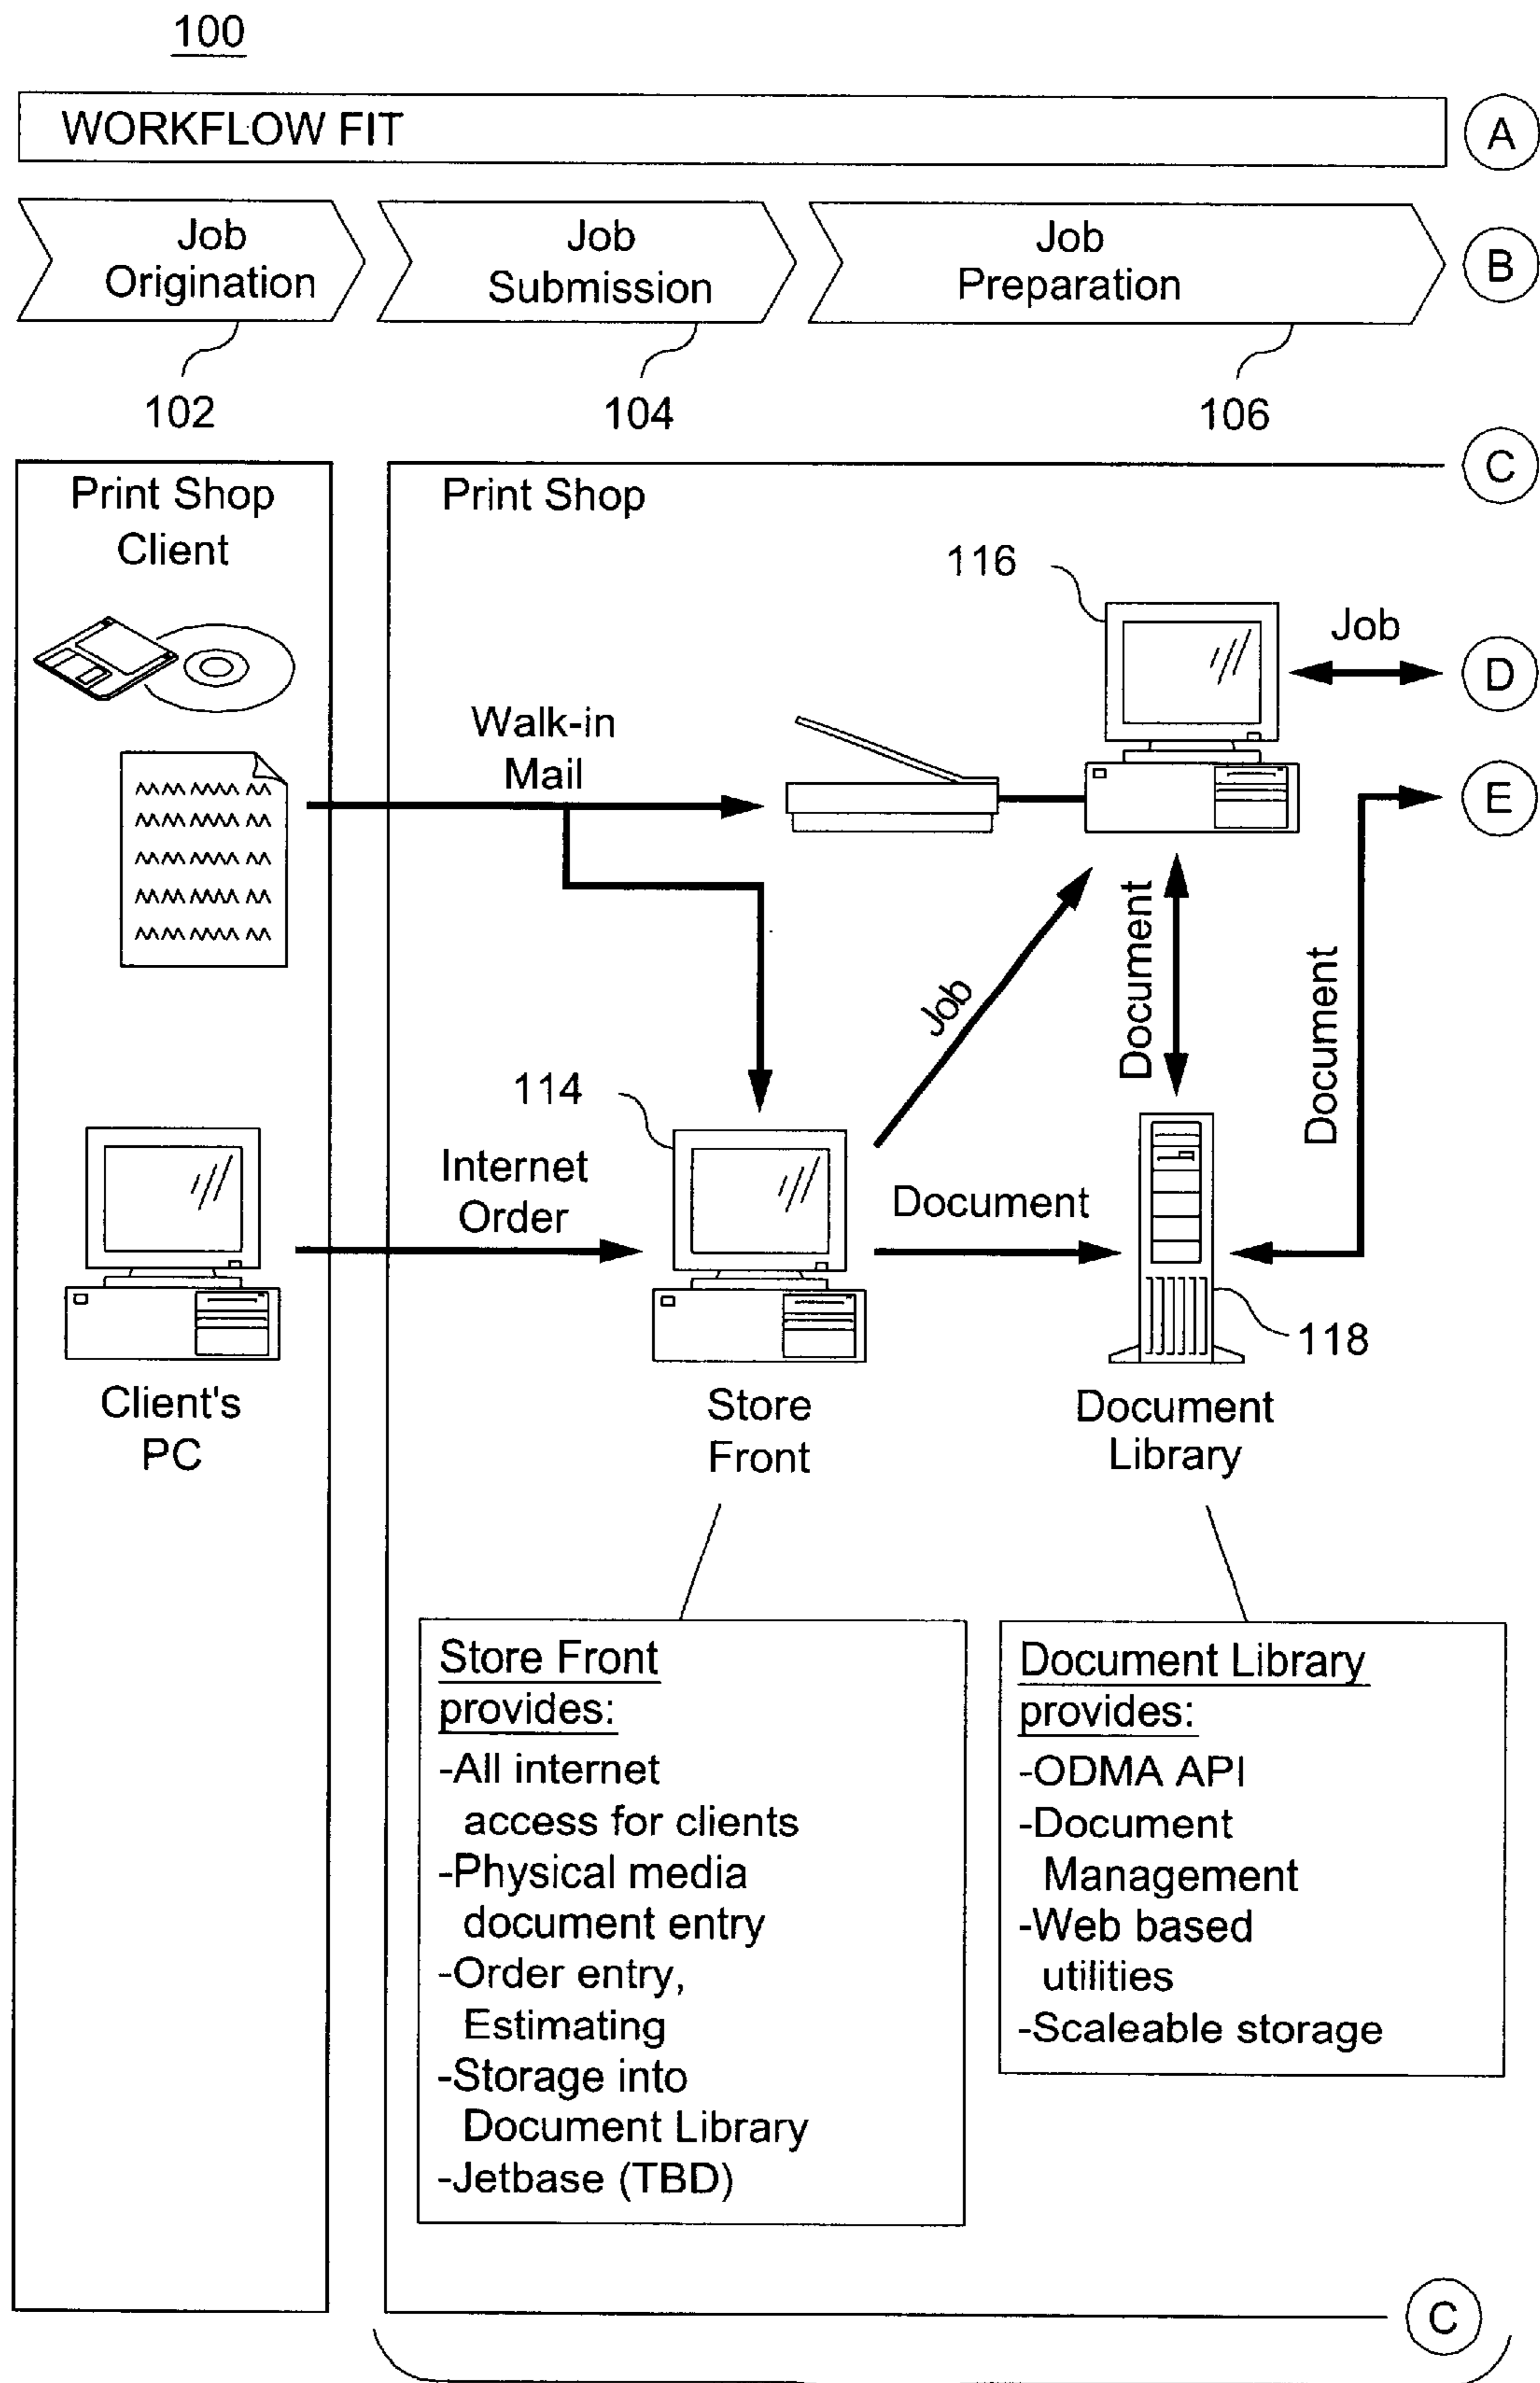 100
WORKFLOW FIT
A
Job
Origination
Job
Submission
Job
Preparation
B
102
104
106
C
Print Shop
Client
Print Shop
116
Job
D
Walk-in
Mail
E
Job
Document
Document
114
Internet
Order
Document
118
Client's
PC
Store
Front
Document
Library
Store Front
provides:
-All internet
access for clients
-Physical media
document entry
-Order entry,
Estimating
-Storage into
Document Library
-Jetbase (TBD)
Document Library
provides:
-ODMA API
-Document
Management
-Web based
utilities
-Scaleable storage
C